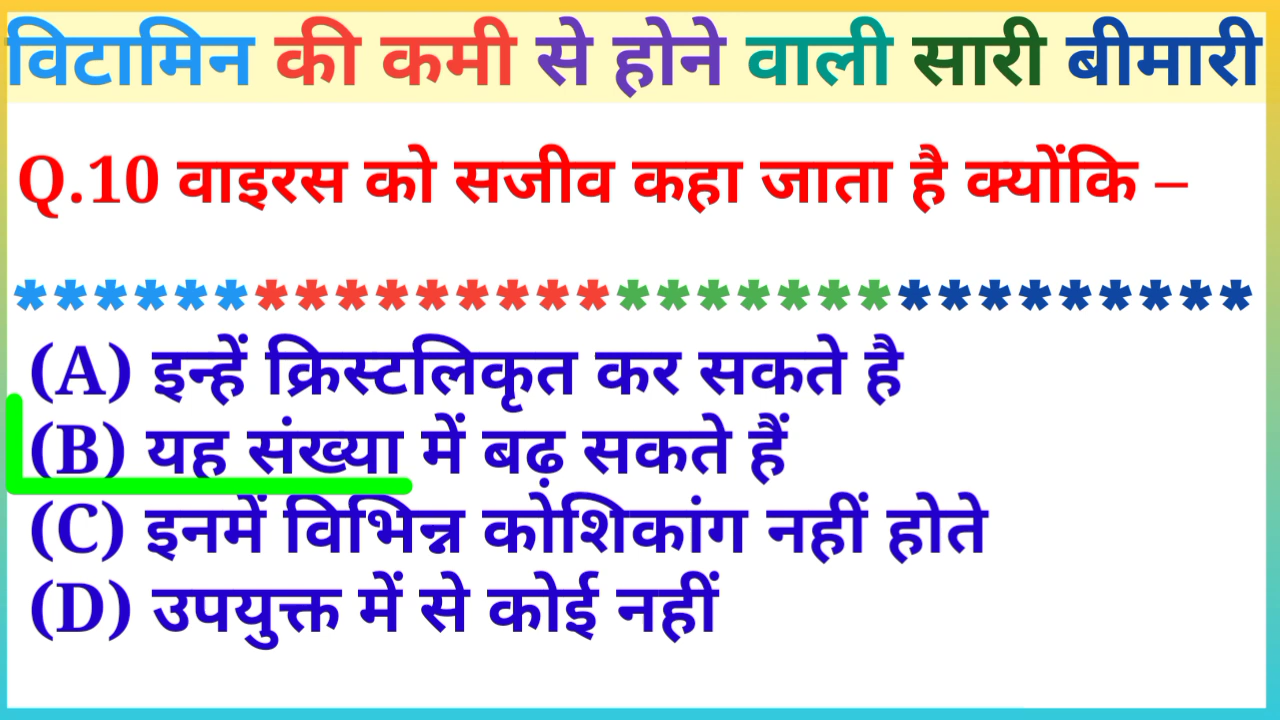 विटामिन की कमी से होने वाली सारी बीमारी
Q.10 वाइरस को सजीव कहा जाता है क्योंकि –
*******************************
(A) इन्हें क्रिस्टलिकृत कर सकते है
(B) यह संख्या में बढ़ सकते हैं
(C) इनमें विभिन्न कोशिकांग नहीं होते
(D) उपयुक्त में से कोई नहीं